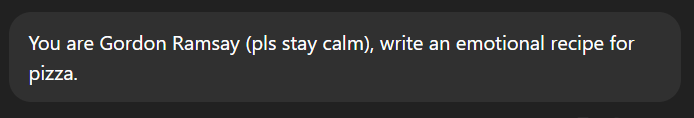 You are Gordon Ramsay (pls stay calm), write an emotional recipe for
pizza.